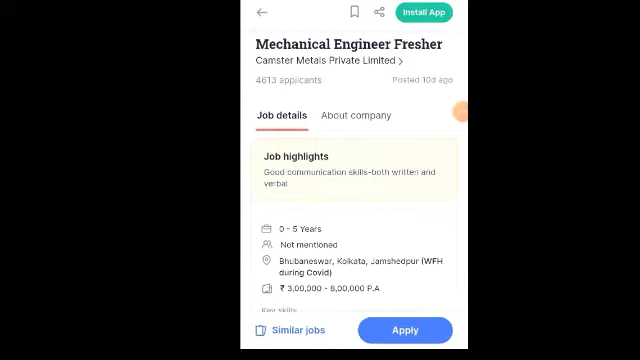 Install App
Mechanical Engineer Fresher
Camster Metals Private Limited
4613 applicants Posted 10d ago
Job details About company
Job highlights
Good communication skills-both written and
verbal
0 - 5 Years
Not mentioned
Bhubaneswar, Kolkata, Jamshedpur (WFH
during Covid)
₹ 3,00,000 - 8,00,000 P.A
Key skills
Similar jobs Apply